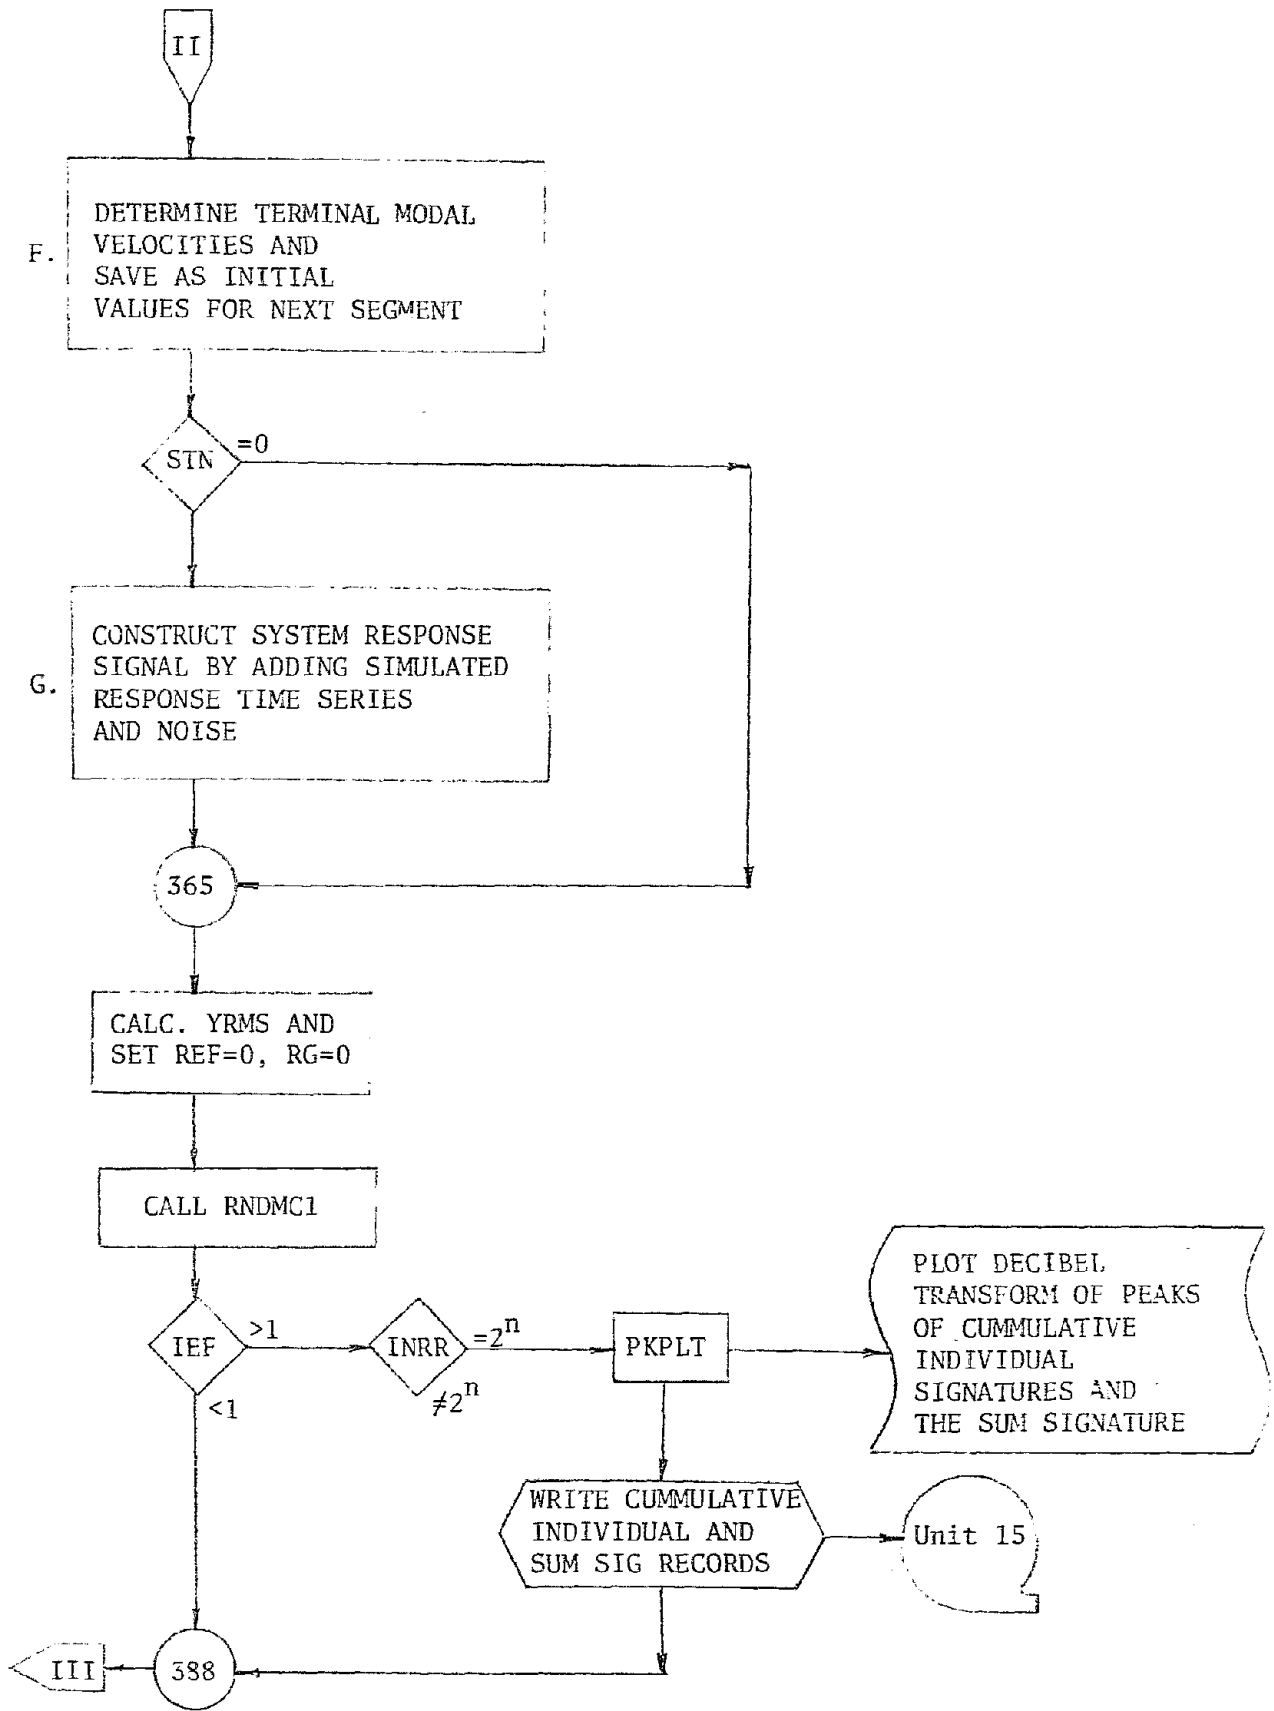 II
F.
DETERMINE TERMINAL MODAL
VELOCITIES AND
SAVE AS INITIAL
VALUES FOR NEXT SEGMENT
STN
=0
G.
CONSTRUCT SYSTEM RESPONSE
SIGNAL BY ADDING SIMULATED
RESPONSE TIME SERIES
AND NOISE
365
CALC. YRMS AND
SET REF=0, RG=0
CALL RNDMC1
IEF
>1
<1
INRR
=2ⁿ
≠2ⁿ
PKPLT
PLOT DECIBEL
TRANSFORM OF PEAKS
OF CUMMULATIVE
INDIVIDUAL
SIGNATURES AND
THE SUM SIGNATURE
WRITE CUMMULATIVE
INDIVIDUAL AND
SUM SIG RECORDS
Unit 15
III
388